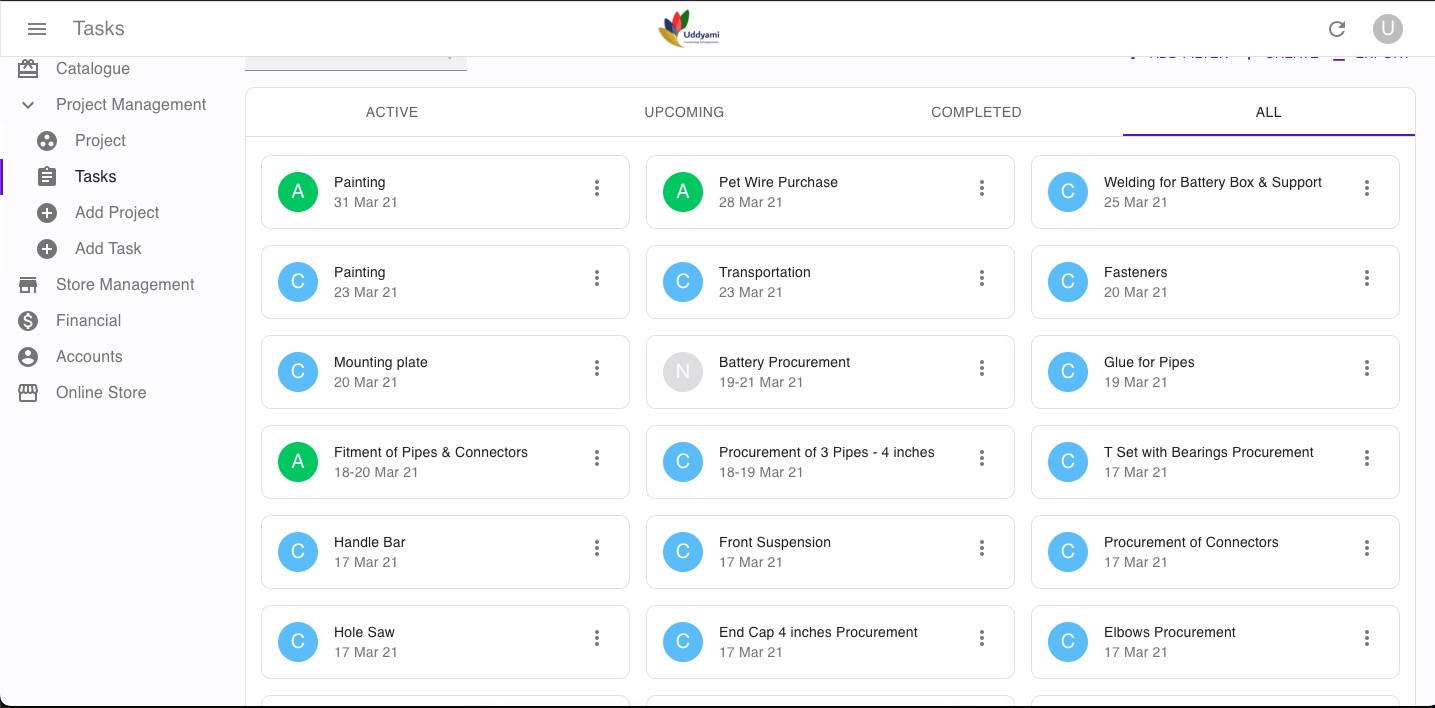 Tasks
Uddyami
U
Catalogue
Project Management
Project
Tasks
Add Project
Add Task
Store Management
Financial
Accounts
Online Store
ADD FILTER
CREATE
EXPORT
ACTIVE
UPCOMING
COMPLETED
ALL
A
Painting
31 Mar 21
A
Pet Wire Purchase
28 Mar 21
C
Welding for Battery Box & Support
25 Mar 21
C
Painting
23 Mar 21
C
Transportation
23 Mar 21
C
Fasteners
20 Mar 21
C
Mounting plate
20 Mar 21
N
Battery Procurement
19-21 Mar 21
C
Glue for Pipes
19 Mar 21
A
Fitment of Pipes & Connectors
18-20 Mar 21
C
Procurement of 3 Pipes - 4 inches
18-19 Mar 21
C
T Set with Bearings Procurement
17 Mar 21
C
Handle Bar
17 Mar 21
C
Front Suspension
17 Mar 21
C
Procurement of Connectors
17 Mar 21
C
Hole Saw
17 Mar 21
C
End Cap 4 inches Procurement
17 Mar 21
C
Elbows Procurement
17 Mar 21